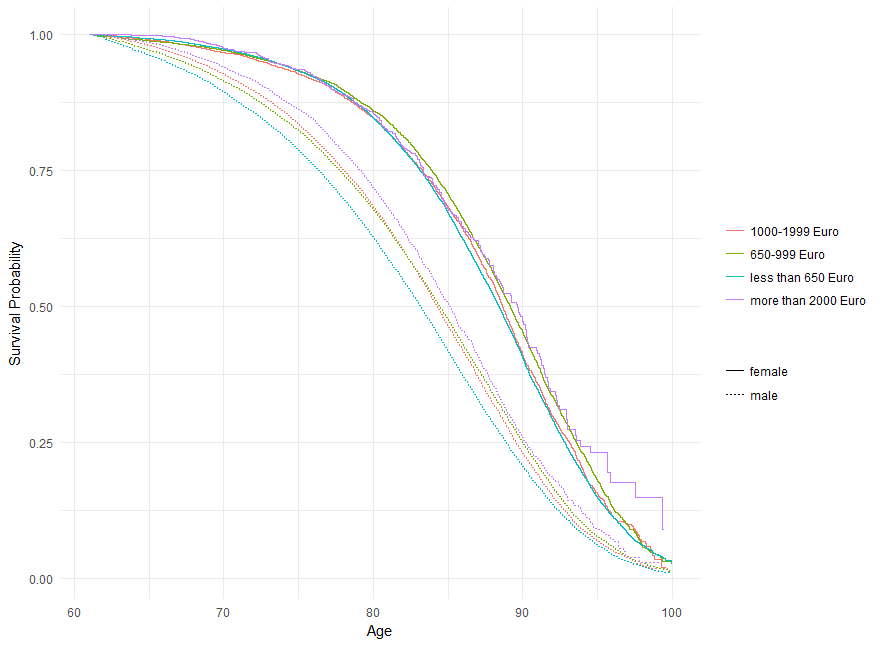 1.00
0.75
0.50
0.25
0.00
Survival Probability
60 70 80 90 100
Age
1000-1999 Euro
650-999 Euro
less than 650 Euro
more than 2000 Euro
female
male